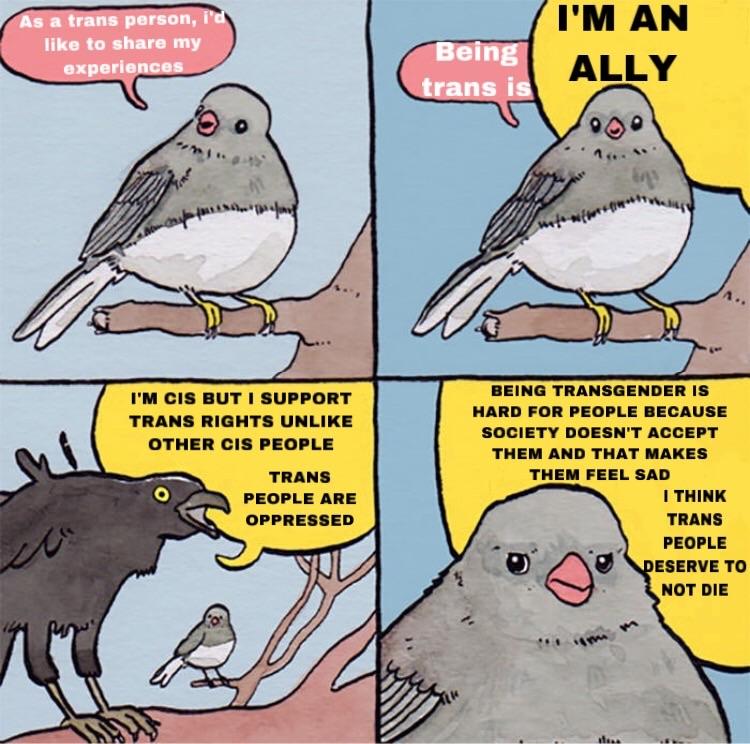 As a trans person, i'd
like to share my
experiences
Being
trans is
I'M AN
ALLY
I'M CIS BUT I SUPPORT
TRANS RIGHTS UNLIKE
OTHER CIS PEOPLE
TRANS
PEOPLE ARE
OPPRESSED
BEING TRANSGENDER IS
HARD FOR PEOPLE BECAUSE
SOCIETY DOESN'T ACCEPT
THEM AND THAT MAKES
THEM FEEL SAD
I THINK
TRANS
PEOPLE
DESERVE TO
NOT DIE